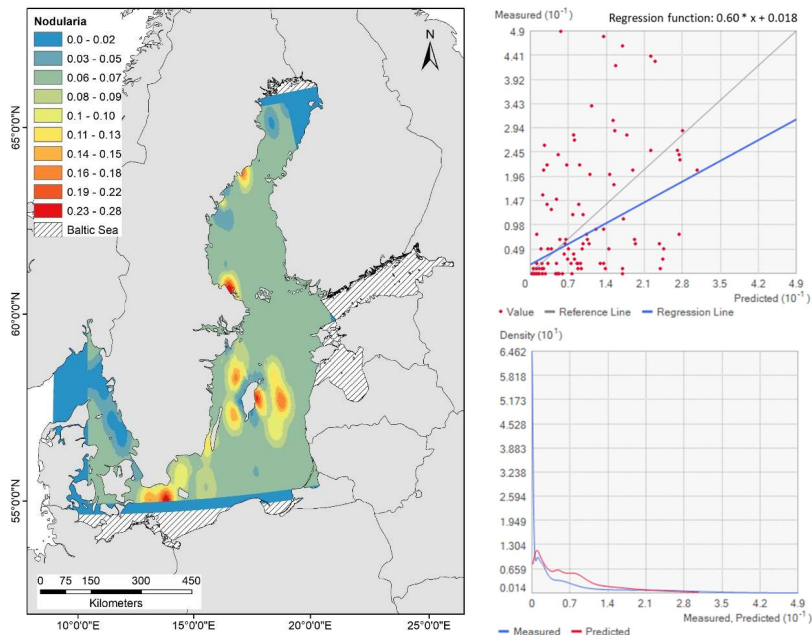 Nodularia
0.0 - 0.02
0.03 - 0.05
0.06 - 0.07
0.08 - 0.09
0.1 - 0.10
0.11 - 0.13
0.14 - 0.15
0.16 - 0.18
0.19 - 0.22
0.23 - 0.28
Baltic Sea
N
65°0'0"N
60°0'0"N
55°0'0"N
0 75 150 300 450
Kilometers
10°0'0"E 15°0'0"E 20°0'0"E 25°0'0"E
Measured (10⁻¹) Regression function: 0.60 * x + 0.018
4.9
4.41
3.92
3.43
2.94
2.45
1.96
1.47
0.98
0.49
0 0.7 1.4 2.1 2.8 3.5 4.2 4.9
Predicted (10⁻¹)
Value Reference Line Regression Line
Density (10¹)
6.462
5.818
5.173
4.528
3.883
3.238
2.594
1.949
1.304
0.659
0.014
0 0.7 1.4 2.1 2.8 3.5 4.2 4.9
Measured, Predicted (10⁻¹)
Measured Predicted